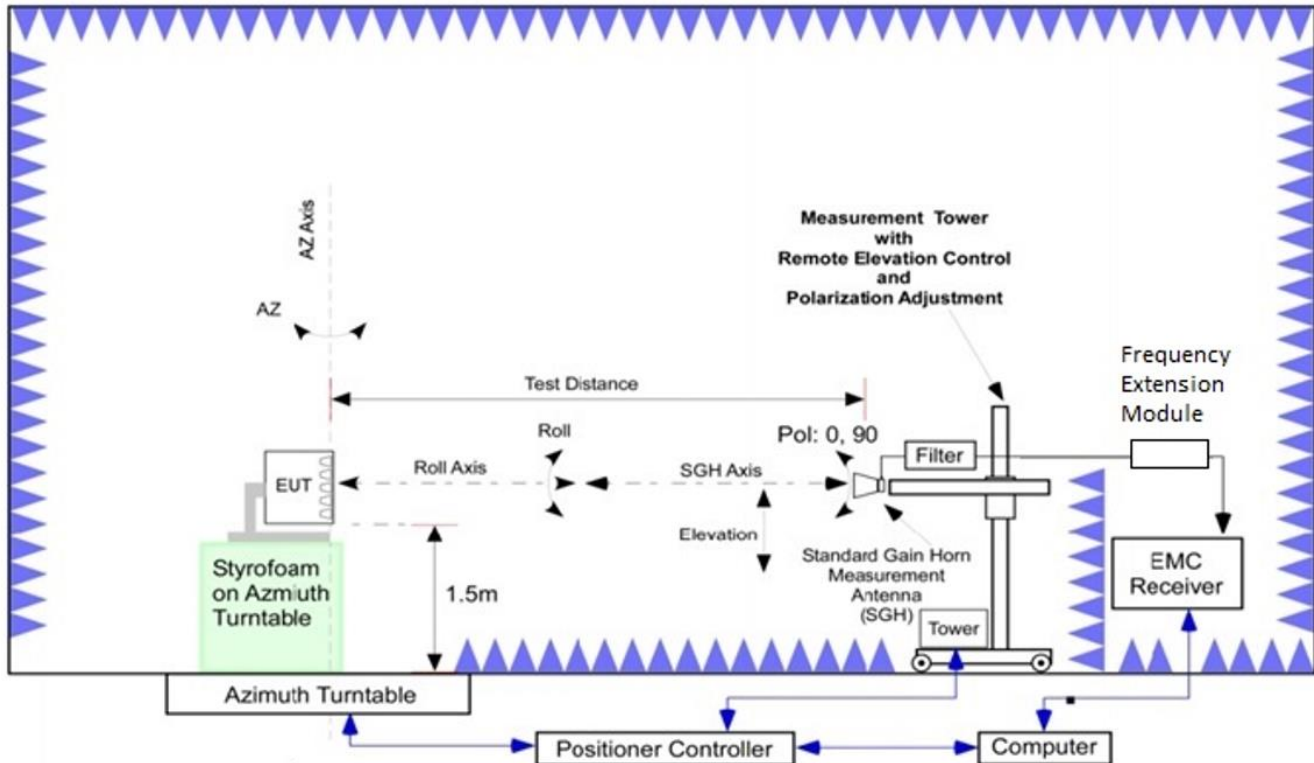 AZ Axis
AZ
Measurement Tower
with
Remote Elevation Control
and
Polarization Adjustment
Frequency
Extension
Module
Test Distance
Roll
Pol: 0, 90
Filter
EUT
Roll Axis
SGH Axis
Elevation
Standard Gain Horn
Measurement
Antenna
(SGH)
EMC
Receiver
Styrofoam
on Azmiuth
Turntable
1.5m
Tower
Azimuth Turntable
Positioner Controller
Computer